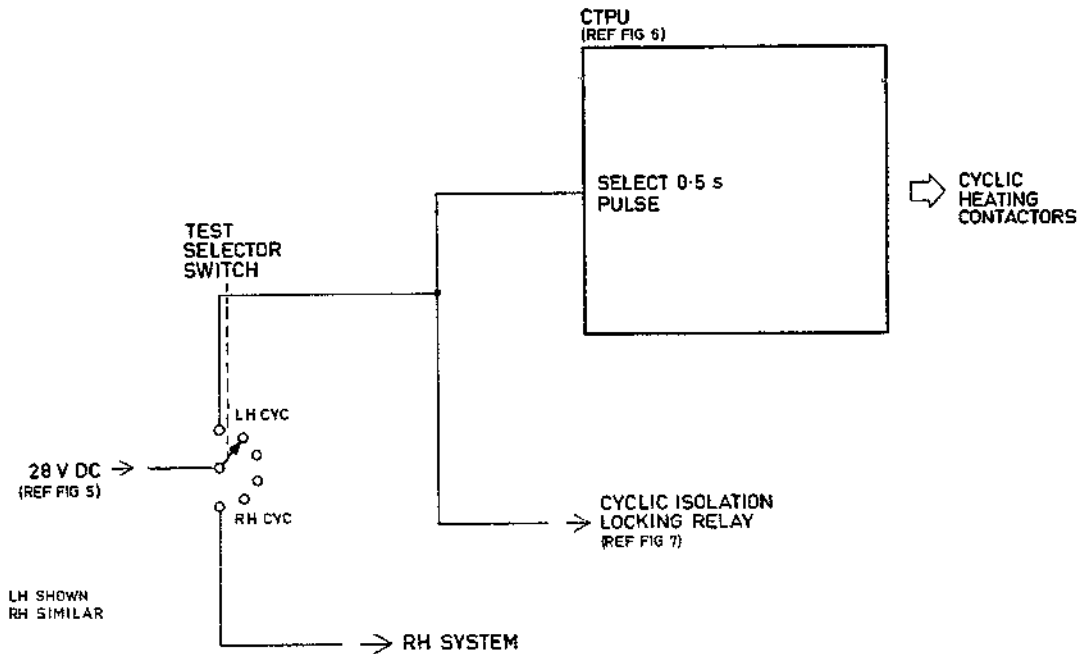 CTPU
(REF FIG 6)
SELECT 0·5 s
PULSE
CYCLIC
HEATING
CONTACTORS
TEST
SELECTOR
SWITCH
LH CYC
28 V DC
(REF FIG 5)
RH CYC
CYCLIC ISOLATION
LOCKING RELAY
(REF FIG 7)
LH SHOWN
RH SIMILAR
RH SYSTEM